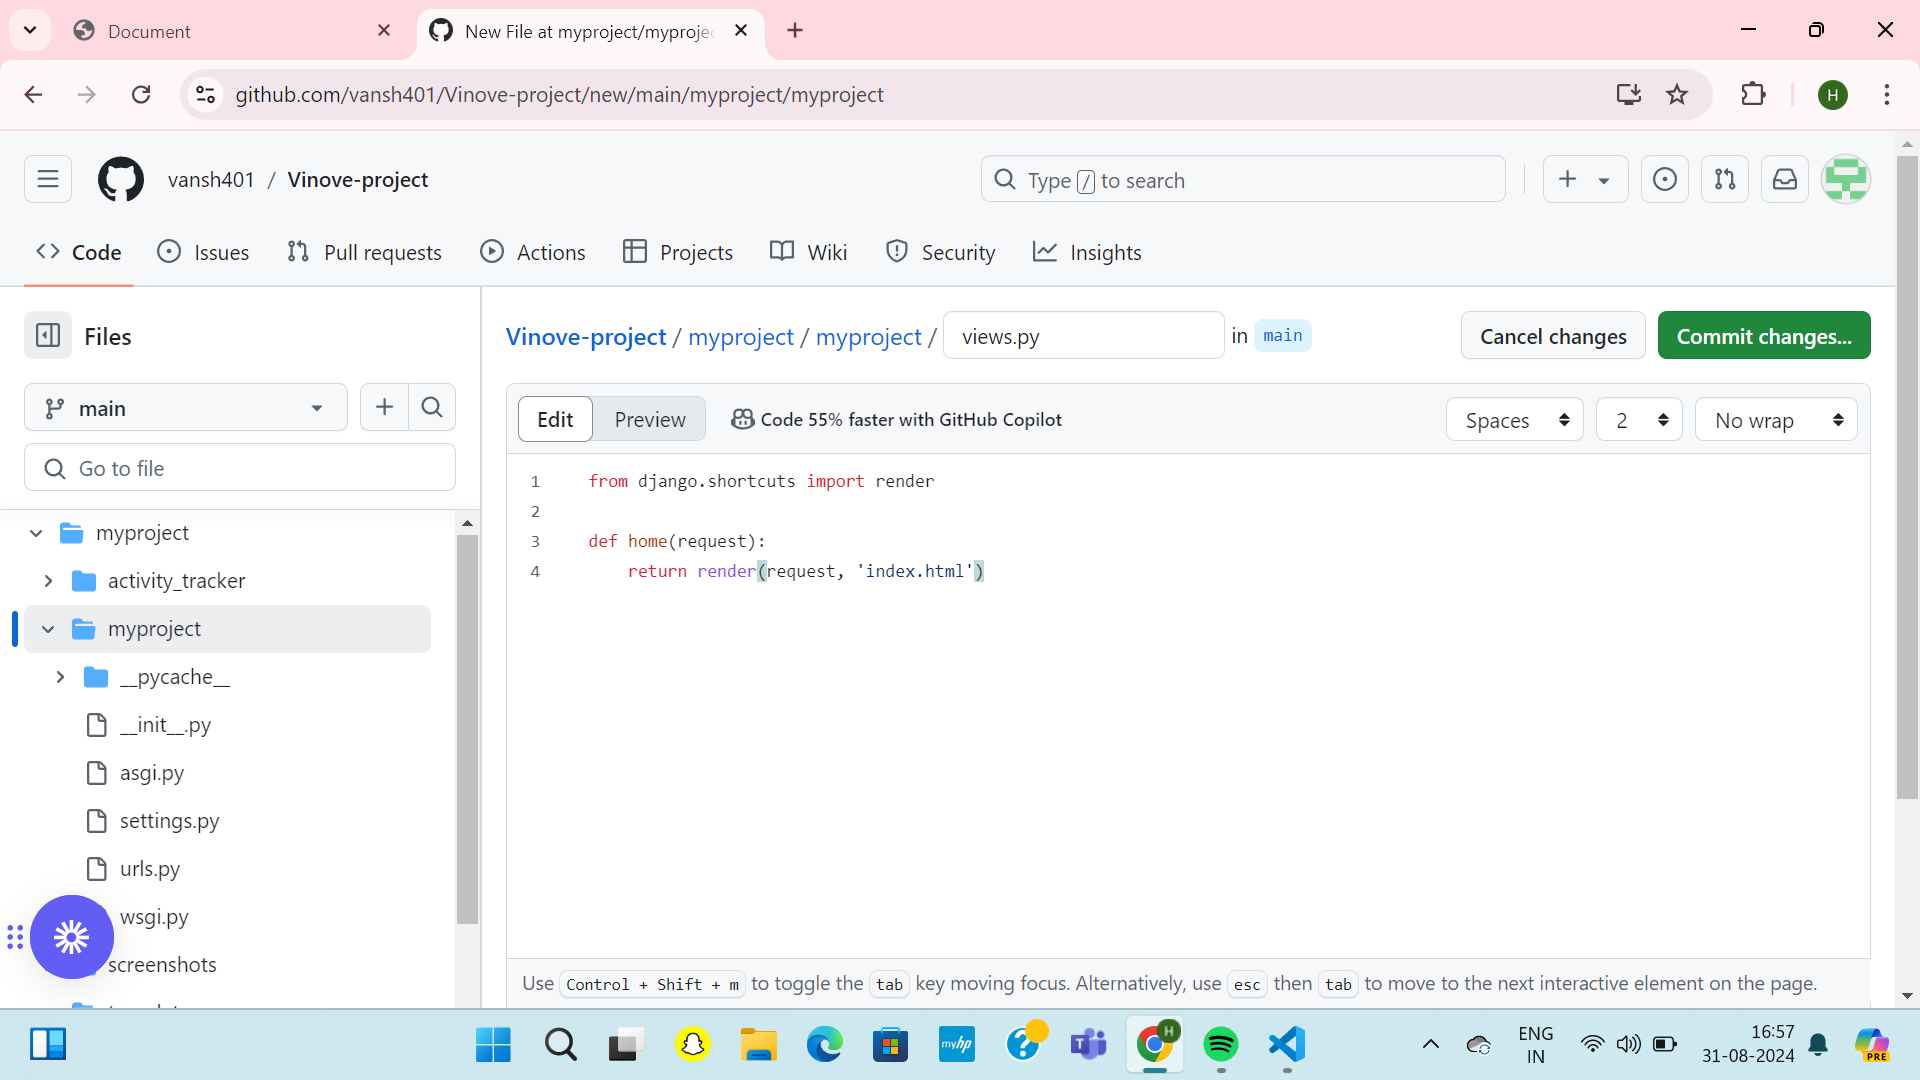 Document
New File at myproject/myprojec
github.com/vansh401/Vinove-project/new/main/myproject/myproject
H
vansh401 / Vinove-project
Type / to search
Code
Issues
Pull requests
Actions
Projects
Wiki
Security
Insights
Files
main
Go to file
myproject
activity_tracker
myproject
__pycache__
__init__.py
asgi.py
settings.py
urls.py
wsgi.py
screenshots
Vinove-project / myproject / myproject / views.py in main
Cancel changes
Commit changes...
Edit
Preview
Code 55% faster with GitHub Copilot
Spaces
2
No wrap
1 from django.shortcuts import render
2
3 def home(request):
4 return render(request, 'index.html')
Use Control + Shift + m to toggle the tab key moving focus. Alternatively, use esc then tab to move to the next interactive element on the page.
myhp
H
ENG
IN
16:57
31-08-2024
PRE